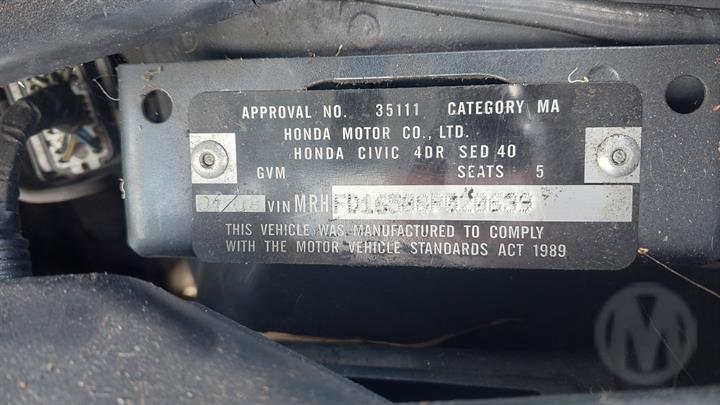 APPROVAL NO. 35111 CATEGORY MA
HONDA MOTOR CO., LTD.
HONDA CIVIC 4DR SED 40
GVM SEATS 5
VIN MRH
THIS VEHICLE WAS MANUFACTURED TO COMPLY
WITH THE MOTOR VEHICLE STANDARDS ACT 1989
M